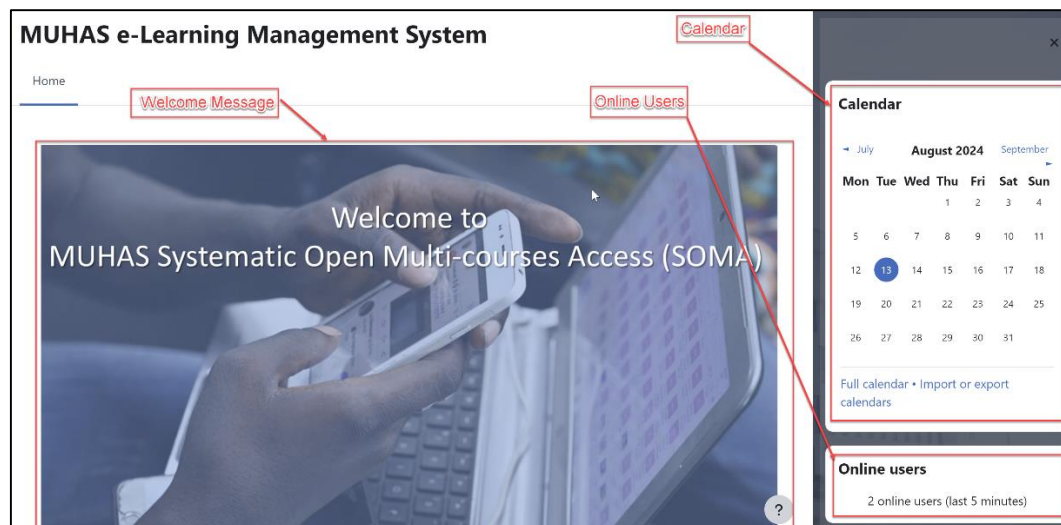 MUHAS e-Learning Management System
Home
Welcome Message
Calendar
Online Users
Welcome to
MUHAS Systematic Open Multi-courses Access (SOMA)
?
×
Calendar
◄ July August 2024 September ►
Mon Tue Wed Thu Fri Sat Sun
1 2 3 4
5 6 7 8 9 10 11
12 13 14 15 16 17 18
19 20 21 22 23 24 25
26 27 28 29 30 31
Full calendar • Import or export
calendars
Online users
2 online users (last 5 minutes)